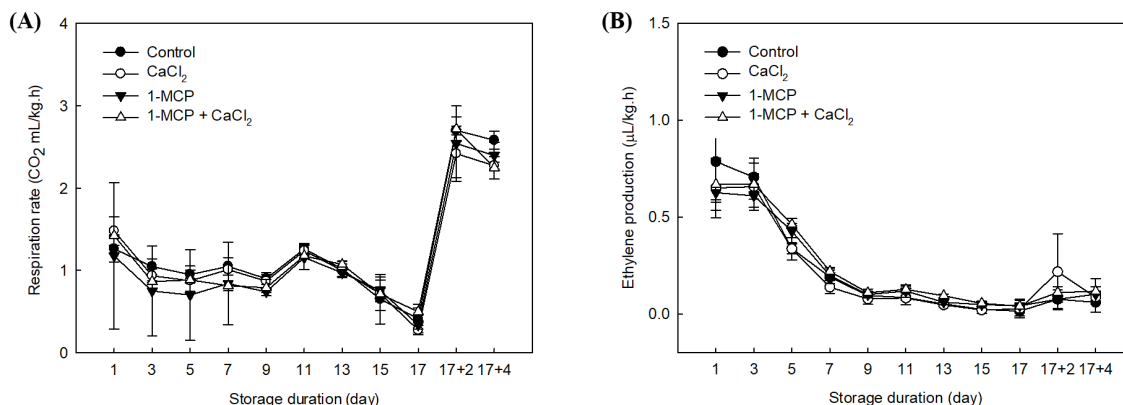 (A)
4
3
2
1
0
Respiration rate (CO₂ mL/kg.h)
Control
CaCl₂
1-MCP
1-MCP + CaCl₂
1 3 5 7 9 11 13 15 17 17+2 17+4
Storage duration (day)
(B)
1.5
1.0
0.5
0.0
Ethylene production (μL/kg.h)
Control
CaCl₂
1-MCP
1-MCP + CaCl₂
1 3 5 7 9 11 13 15 17 17+2 17+4
Storage duration (day)